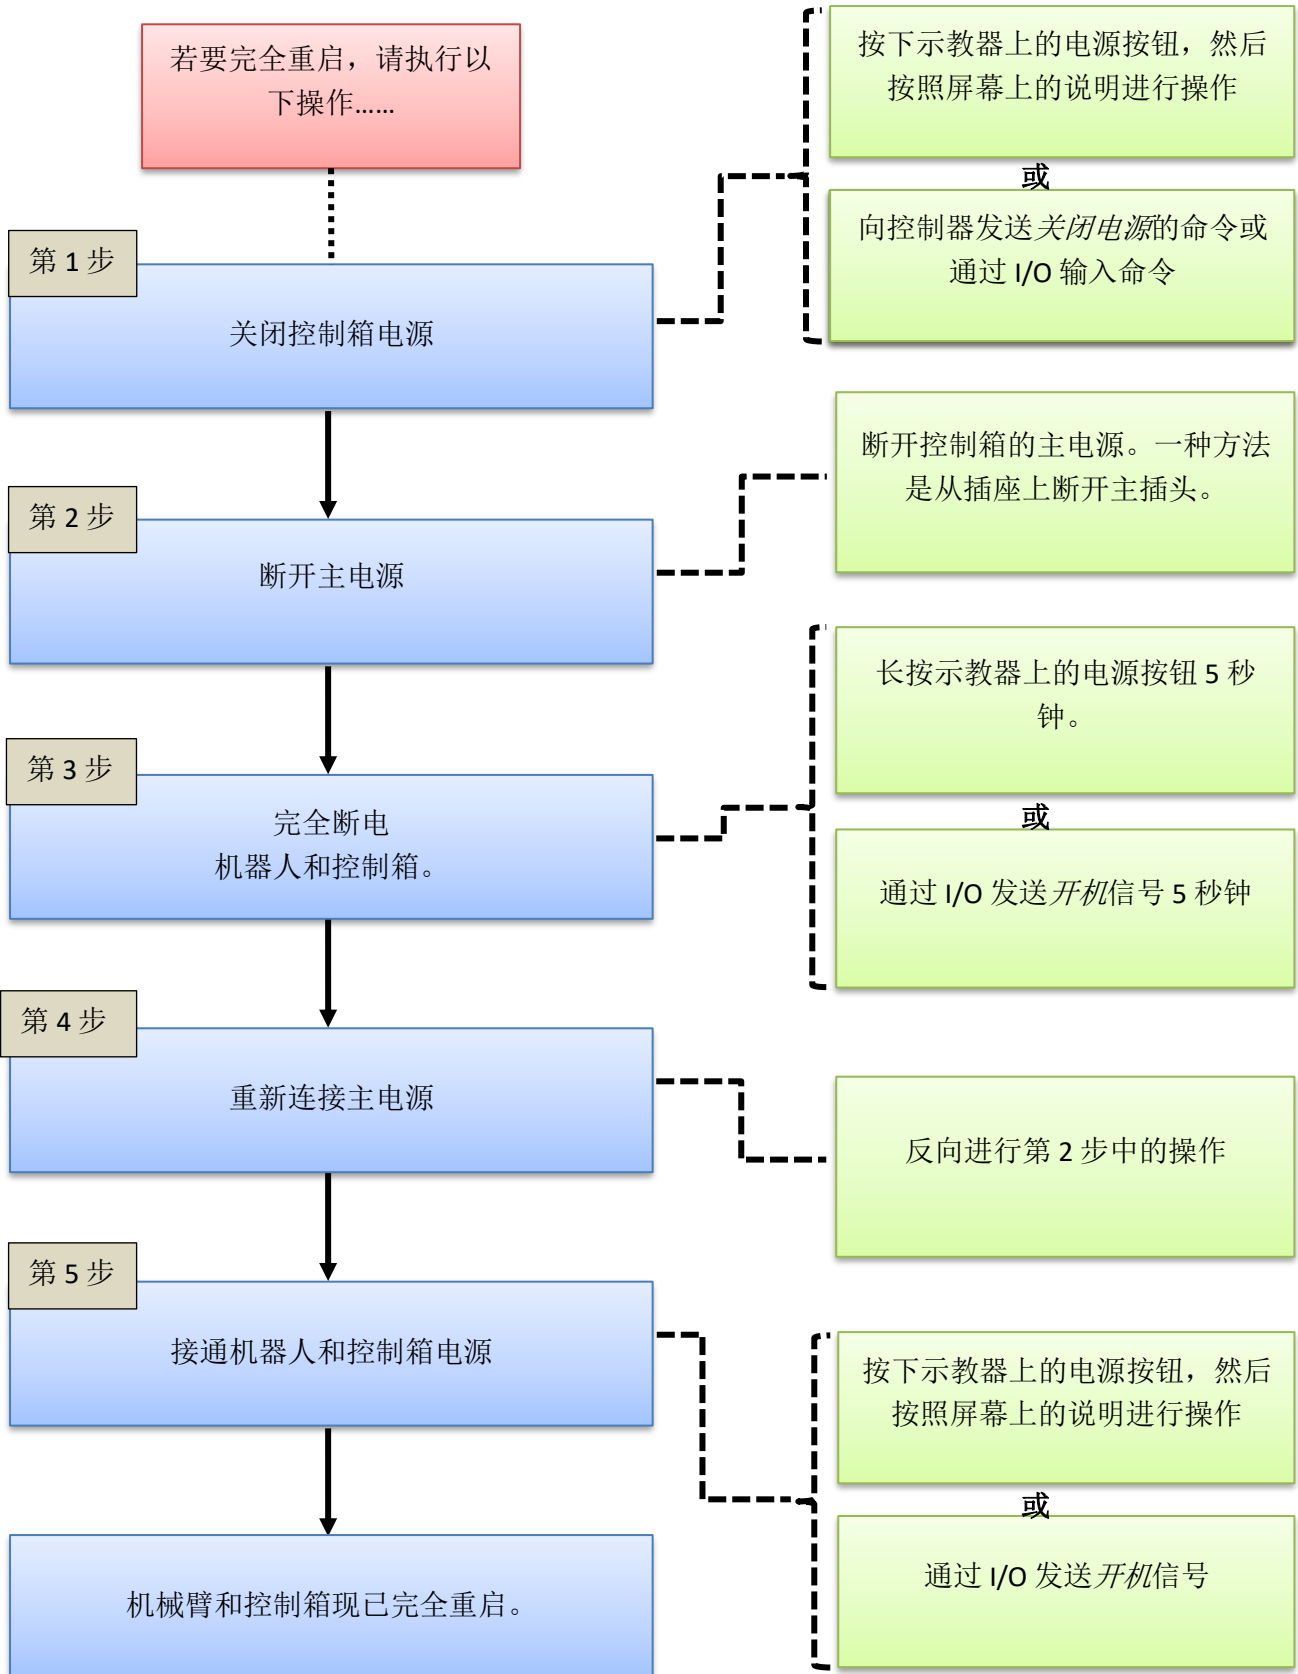 若要完全重启，请执行以
下操作……
第 1 步
关闭控制箱电源
按下示教器上的电源按钮，然后
按照屏幕上的说明进行操作
或
向控制器发送关闭电源的命令或
通过 I/O 输入命令
第 2 步
断开主电源
断开控制箱的主电源。一种方法
是从插座上断开主插头。
第 3 步
完全断电
机器人和控制箱。
长按示教器上的电源按钮 5 秒
钟。
或
通过 I/O 发送开机信号 5 秒钟
第 4 步
重新连接主电源
反向进行第 2 步中的操作
第 5 步
接通机器人和控制箱电源
按下示教器上的电源按钮，然后
按照屏幕上的说明进行操作
或
通过 I/O 发送开机信号
机械臂和控制箱现已完全重启。